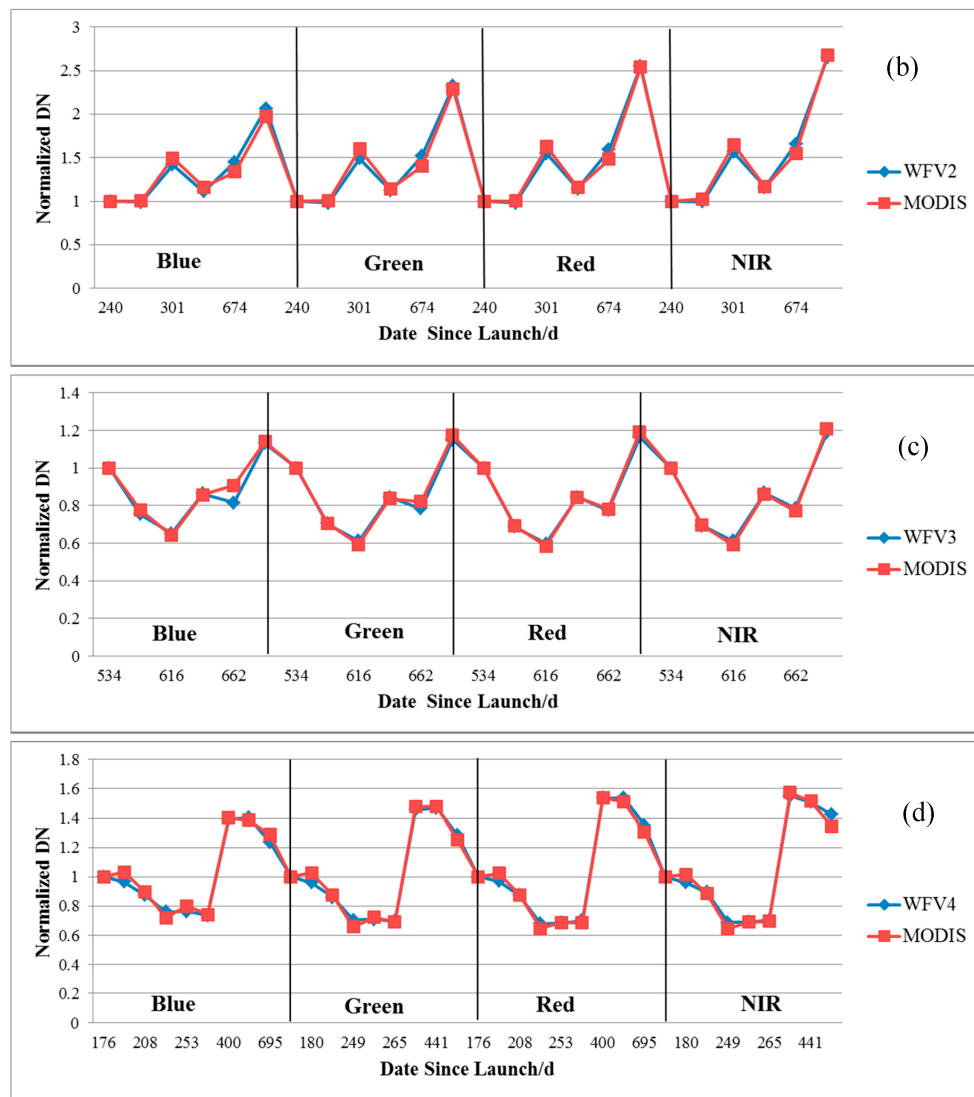 3
2.5
2
1.5
1
0.5
0
Normalized DN
(b)
WFV2
MODIS
Blue Green Red NIR
240 301 674 240 301 674 240 301 674 240 301 674
Date Since Launch/d
1.4
1.2
1
0.8
0.6
0.4
0.2
0
Normalized DN
(c)
WFV3
MODIS
Blue Green Red NIR
534 616 662 534 616 662 534 616 662 534 616 662
Date Since Launch/d
1.8
1.6
1.4
1.2
1
0.8
0.6
0.4
0.2
0
Normalized DN
(d)
WFV4
MODIS
Blue Green Red NIR
176 208 253 400 695 180 249 265 441 176 208 253 400 695 180 249 265 441
Date Since Launch/d